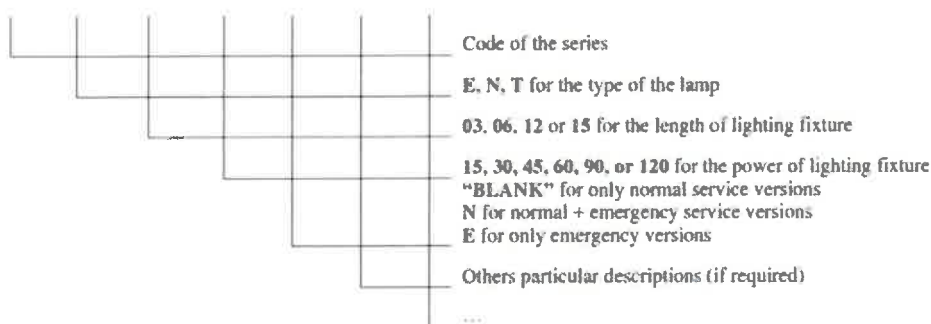 Code of the series
E, N, T for the type of the lamp
03, 06, 12 or 15 for the length of lighting fixture
15, 30, 45, 60, 90, or 120 for the power of lighting fixture
"BLANK" for only normal service versions
N for normal + emergency service versions
E for only emergency versions
Others particular descriptions (if required)
...